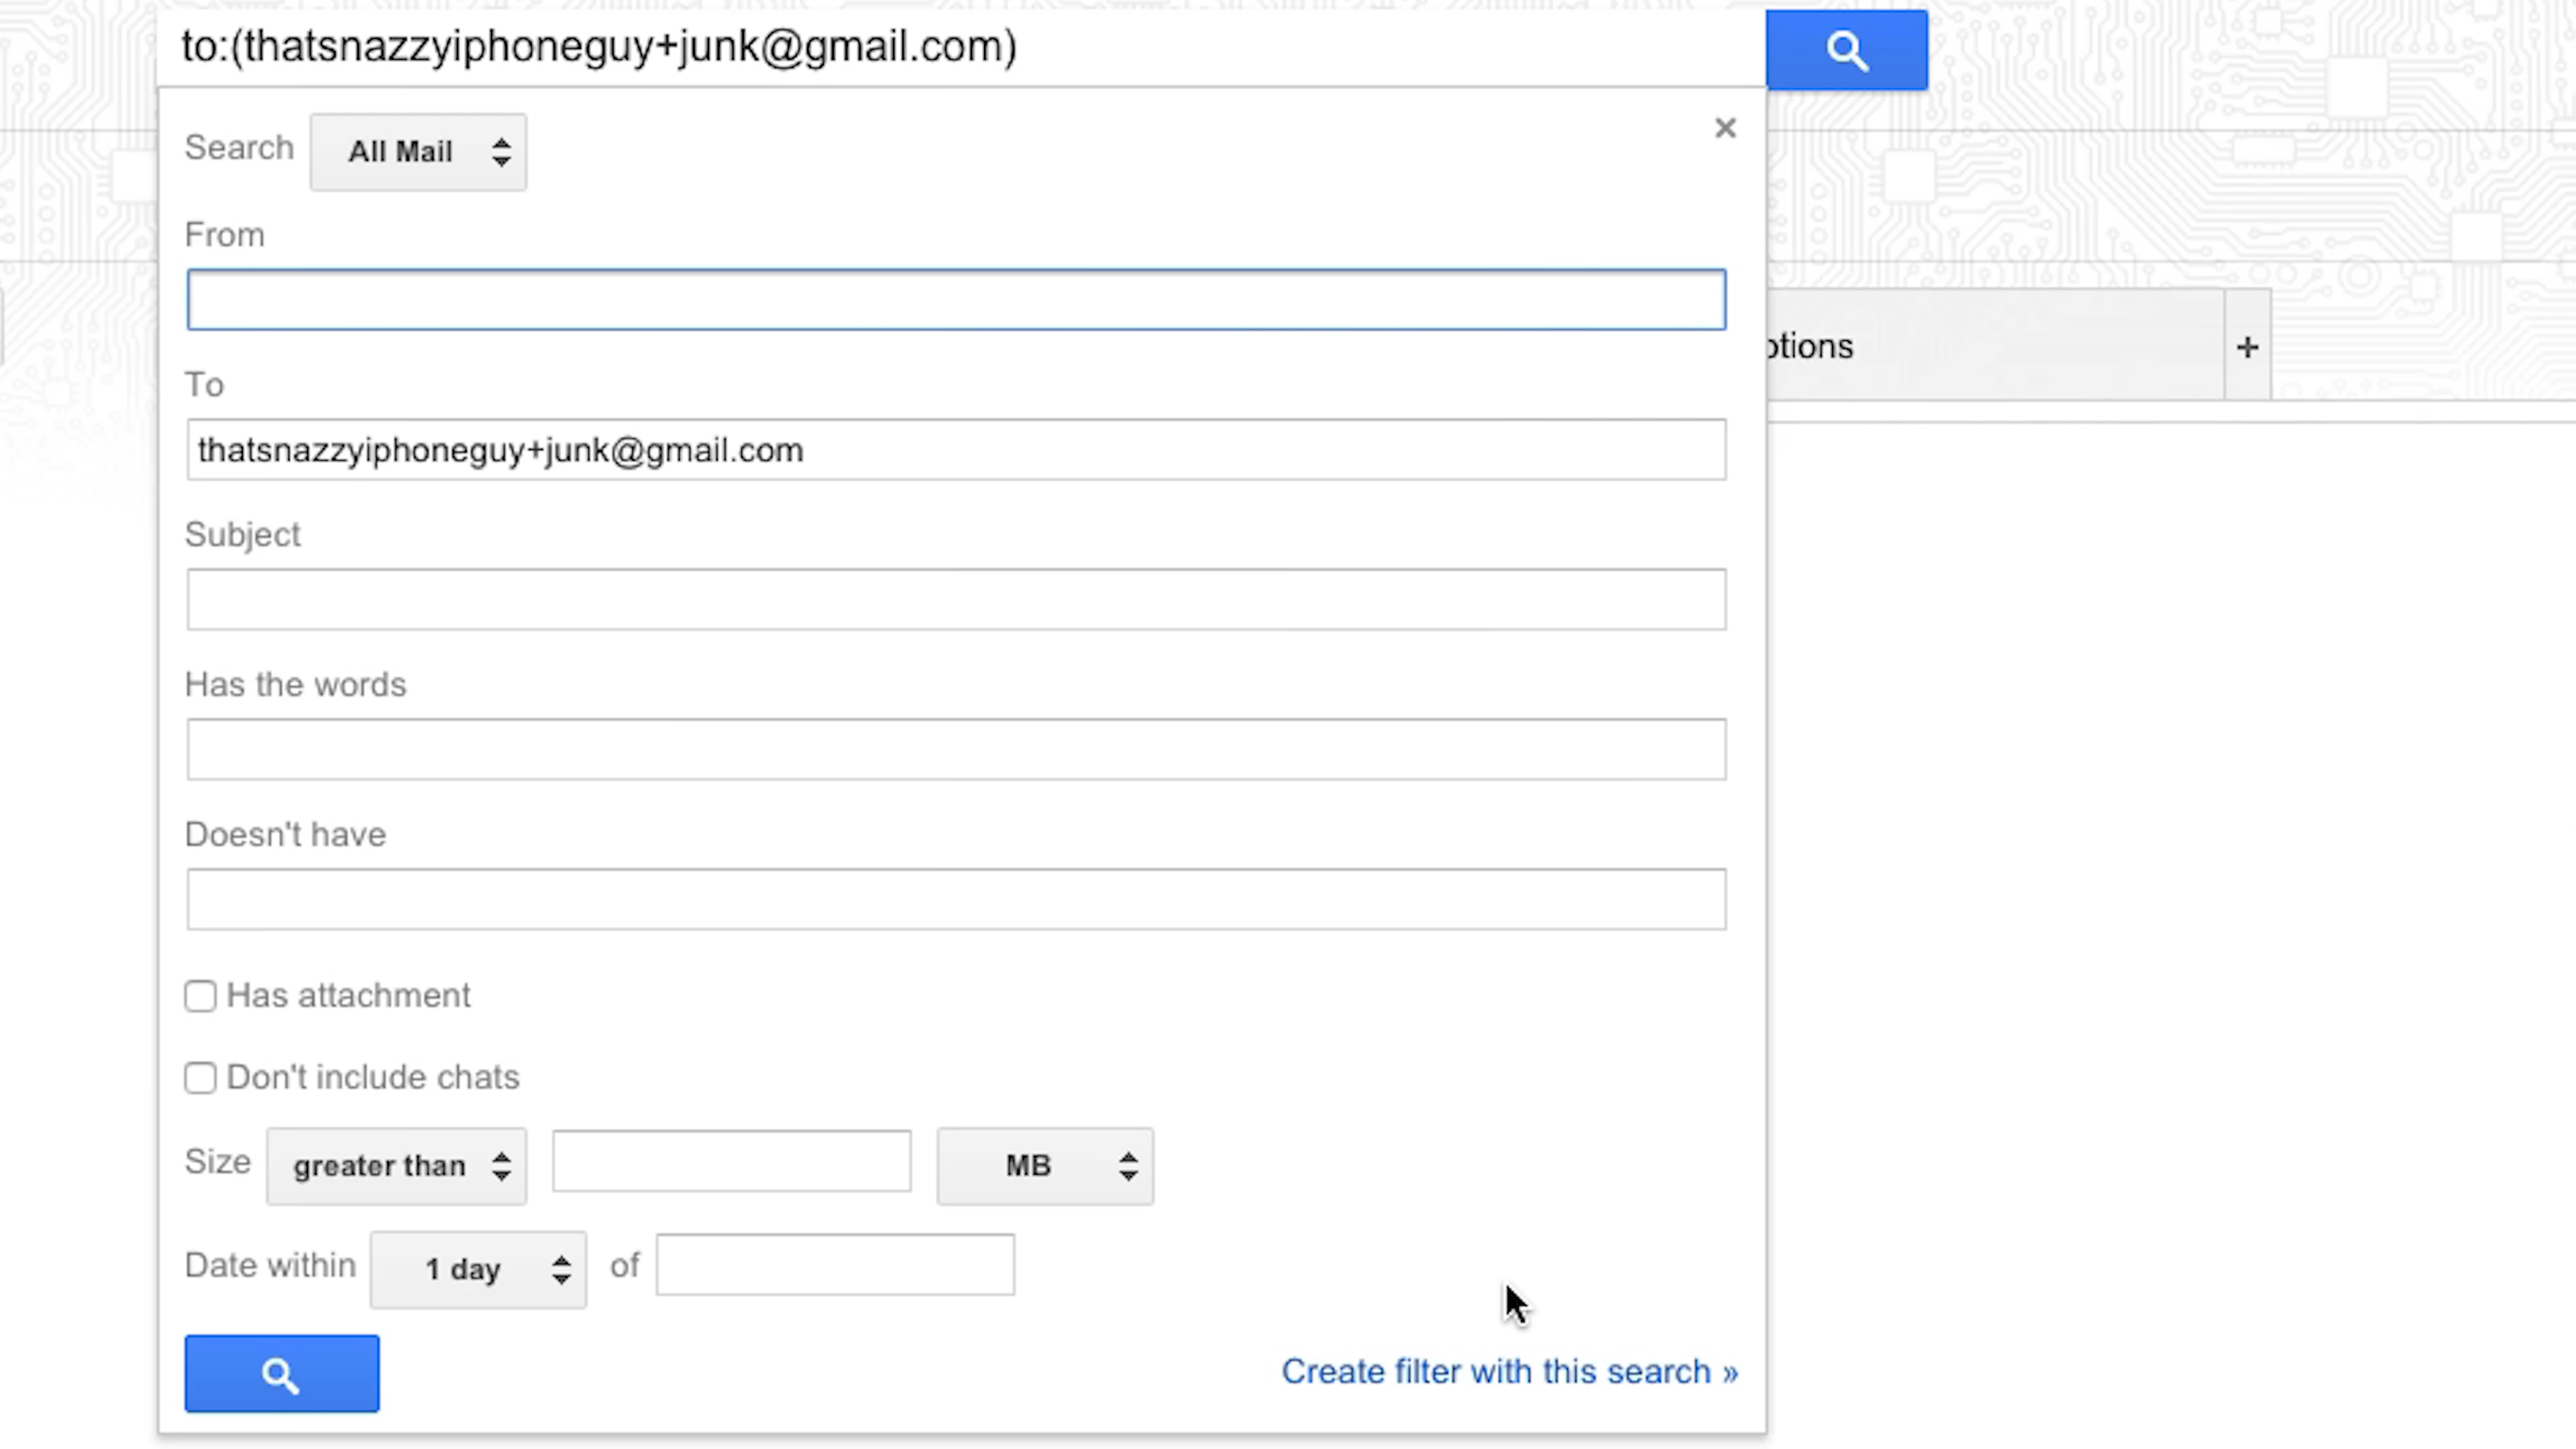 to:(thatsnazzyiphoneguy+junk@gmail.com)
Search All Mail
×
From
otions +
To
thatsnazzyiphoneguy+junk@gmail.com
Subject
Has the words
Doesn't have
Has attachment
Don't include chats
Size greater than MB
Date within 1 day of
Create filter with this search »